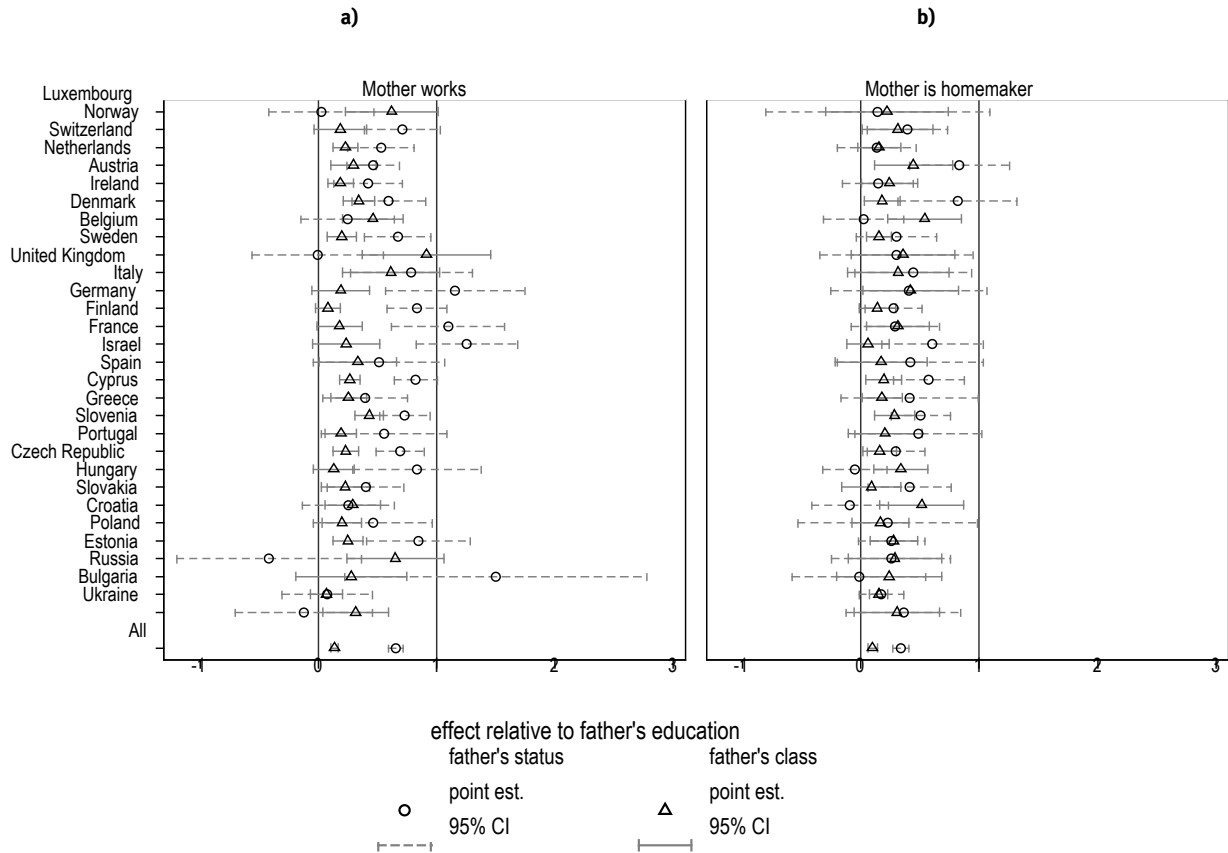 a)
b)
Mother works
Mother is homemaker
Luxembourg
Norway
Switzerland
Netherlands
Austria
Ireland
Denmark
Belgium
Sweden
United Kingdom
Italy
Germany
Finland
France
Israel
Spain
Cyprus
Greece
Slovenia
Portugal
Czech Republic
Hungary
Slovakia
Croatia
Poland
Estonia
Russia
Bulgaria
Ukraine
All
-1 0 1 2 3
-1 0 1 2 3
effect relative to father's education
father's status
point est.
95% CI
father's class
point est.
95% CI